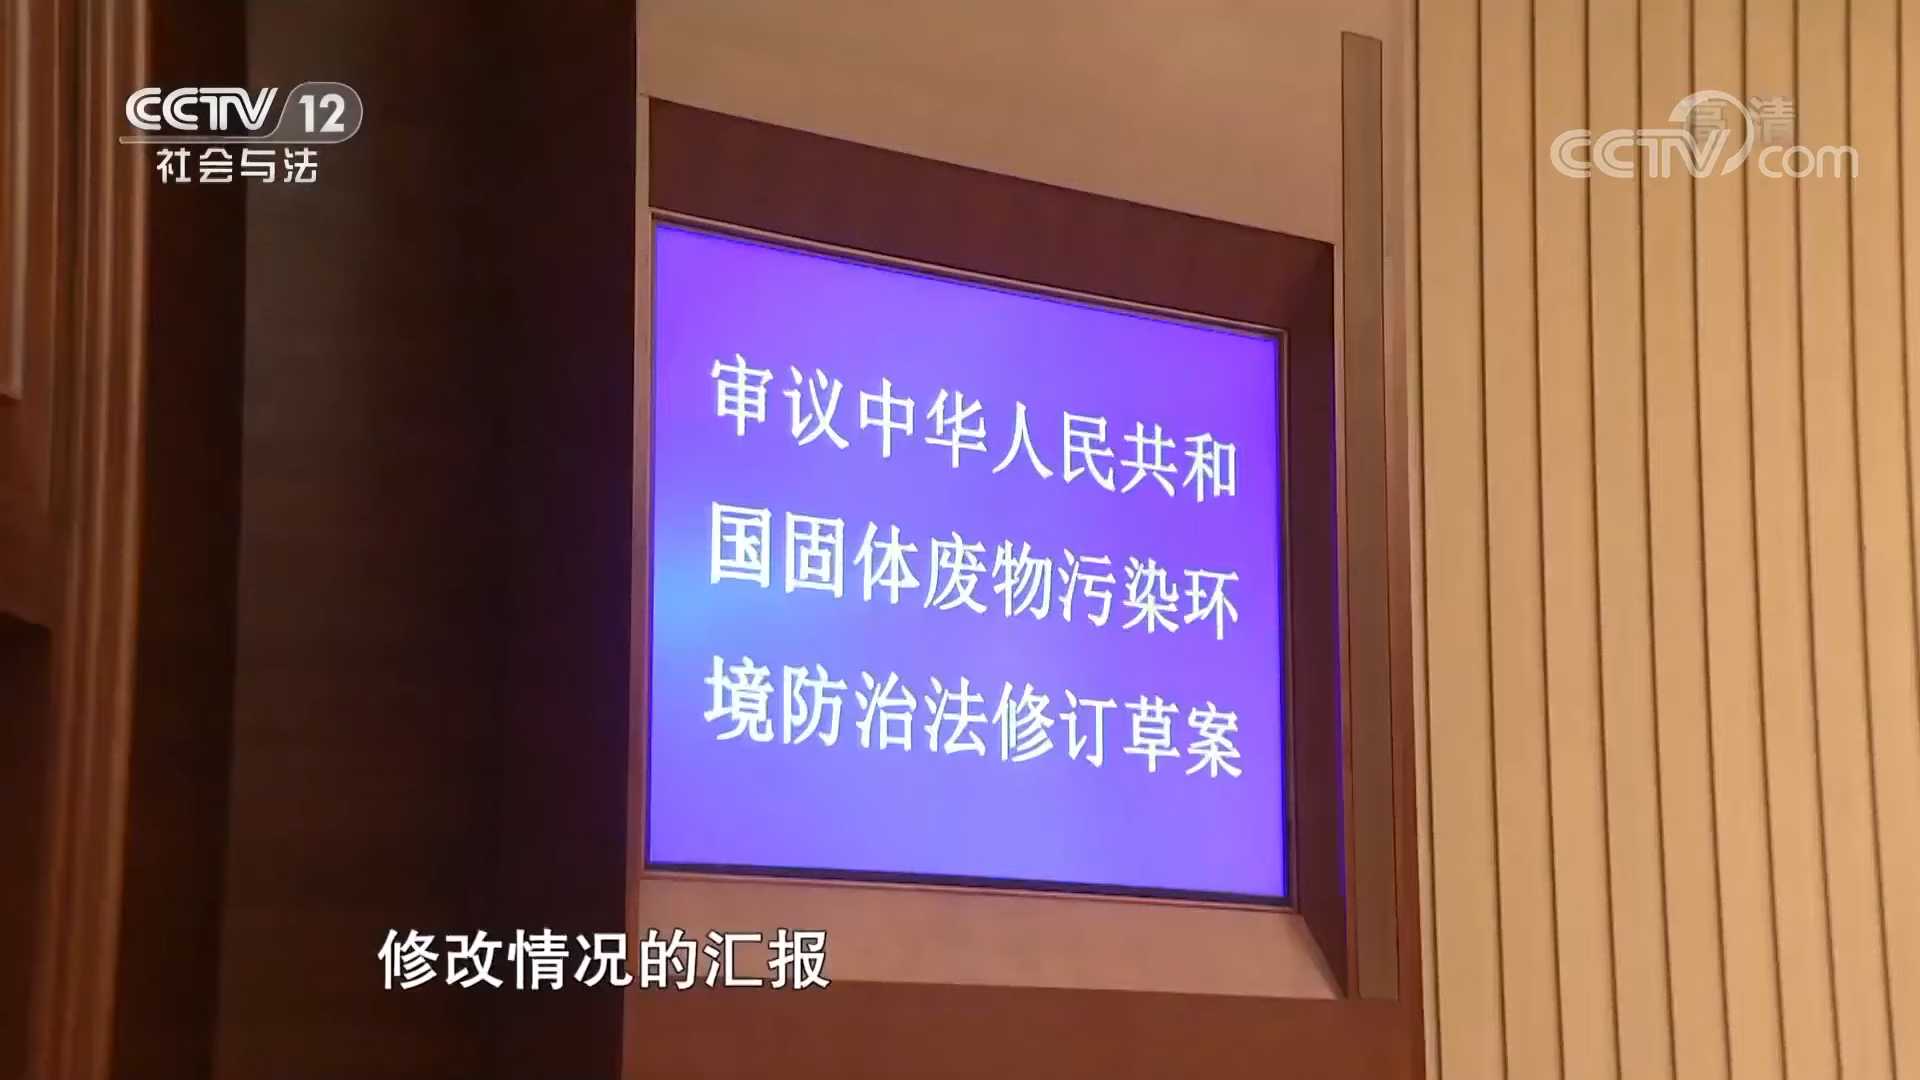 CCTV 12
社会与法
高清
CCTV com
审议中华人民共和
国固体废物污染环
境防治法修订草案
修改情况的汇报